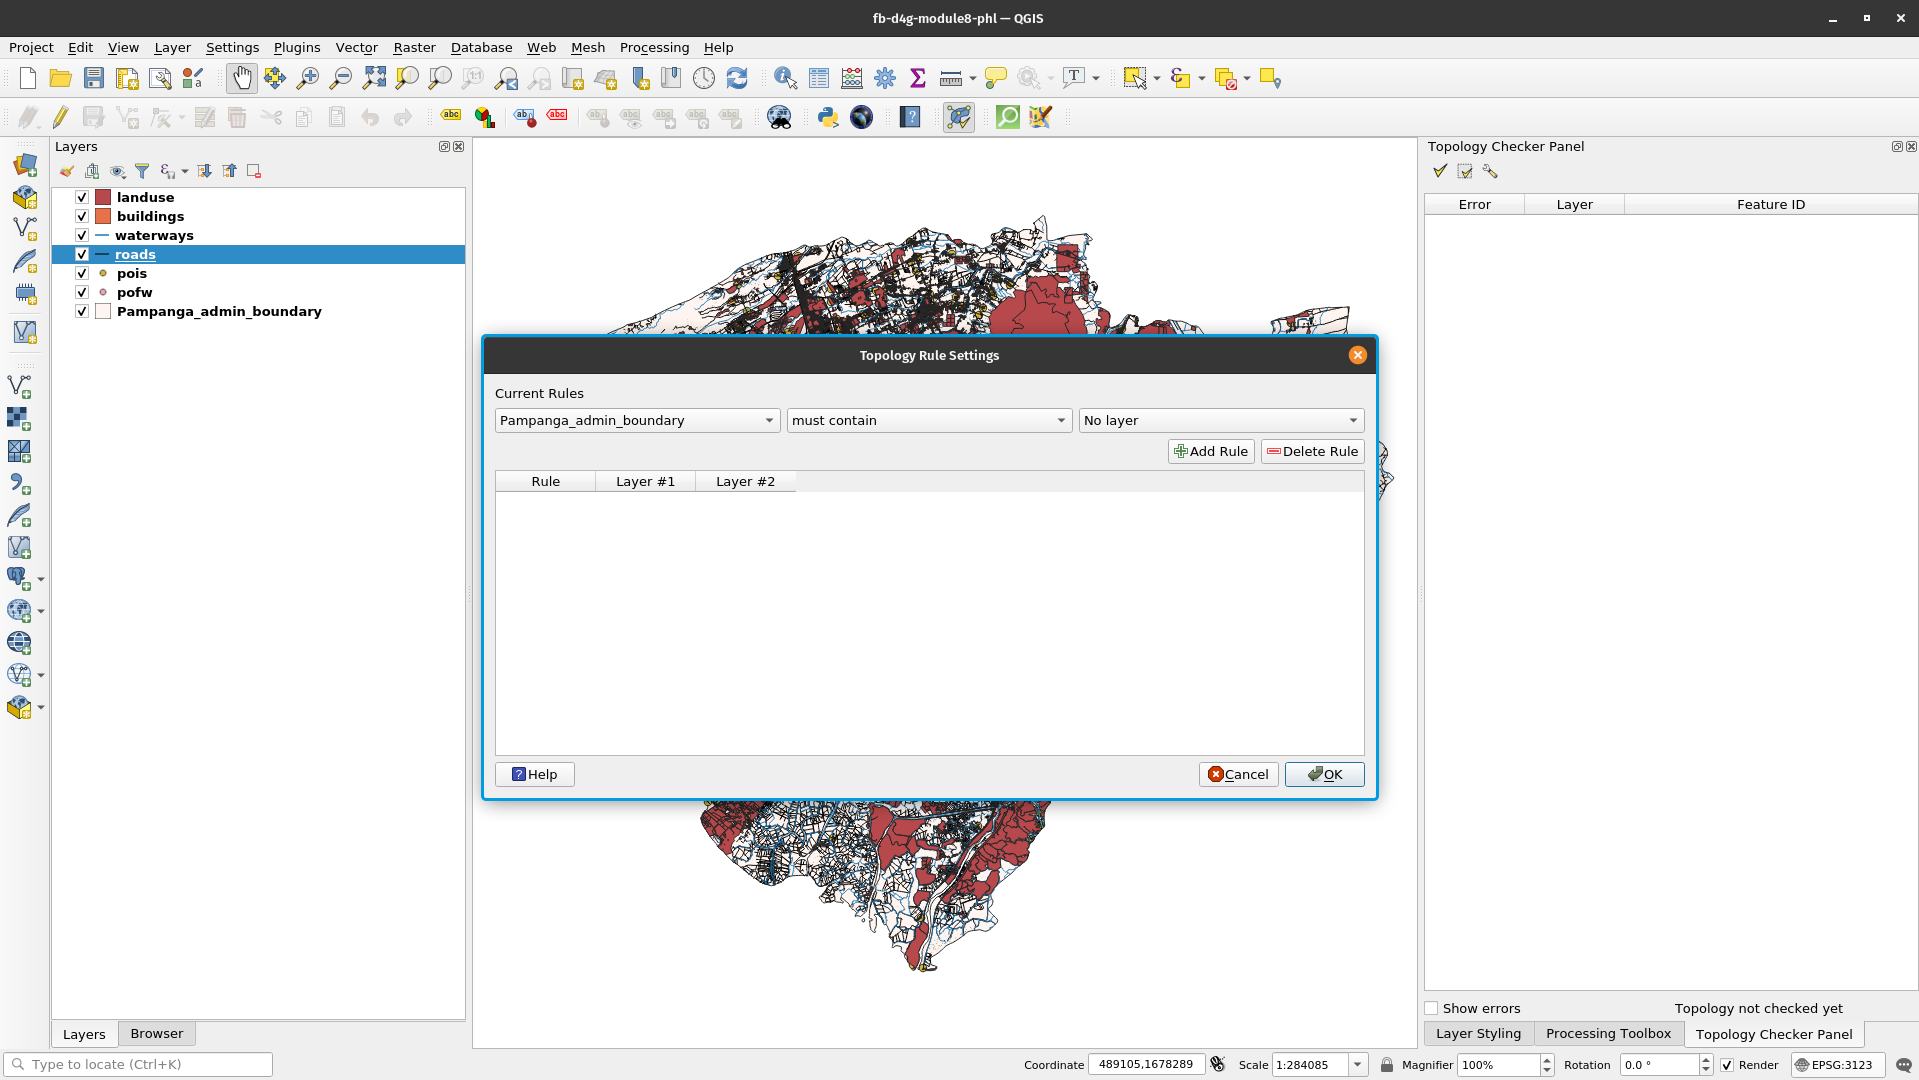 fb-d4g-module8-phl — QGIS
Project Edit View Layer Settings Plugins Vector Raster Database Web Mesh Processing Help
Layers
landuse
buildings
waterways
roads
pois
pofw
Pampanga_admin_boundary
Topology Checker Panel
Error Layer Feature ID
Topology Rule Settings
Current Rules
Pampanga_admin_boundary must contain No layer
Add Rule Delete Rule
Rule Layer #1 Layer #2
Help Cancel OK
Show errors Topology not checked yet
Layers Browser
Layer Styling Processing Toolbox Topology Checker Panel
Type to locate (Ctrl+K) Coordinate 489105,1678289 Scale 1:284085 Magnifier 100% Rotation 0.0 ° Render EPSG:3123